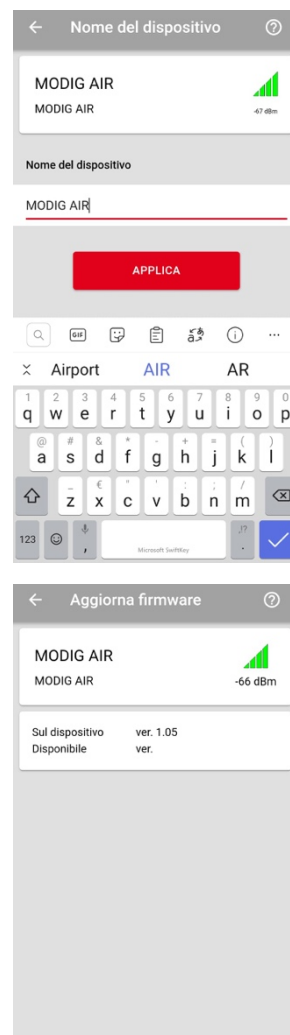 Nome del dispositivo
MODIG AIR
MODIG AIR
-67 dBm
Nome del dispositivo
MODIG AIR
APPLICA
GIF
Airport AIR AR
1 2 3 4 5 6 7 8 9 0
q w e r t y u i o p
@ # & * - + = ( )
a s d f g h j k l
_ € " ' : ; /
z x c v b n m
123 , Microsoft SwiftKey . ,!?
Aggiorna firmware
MODIG AIR
MODIG AIR
-66 dBm
Sul dispositivo ver. 1.05
Disponibile ver.